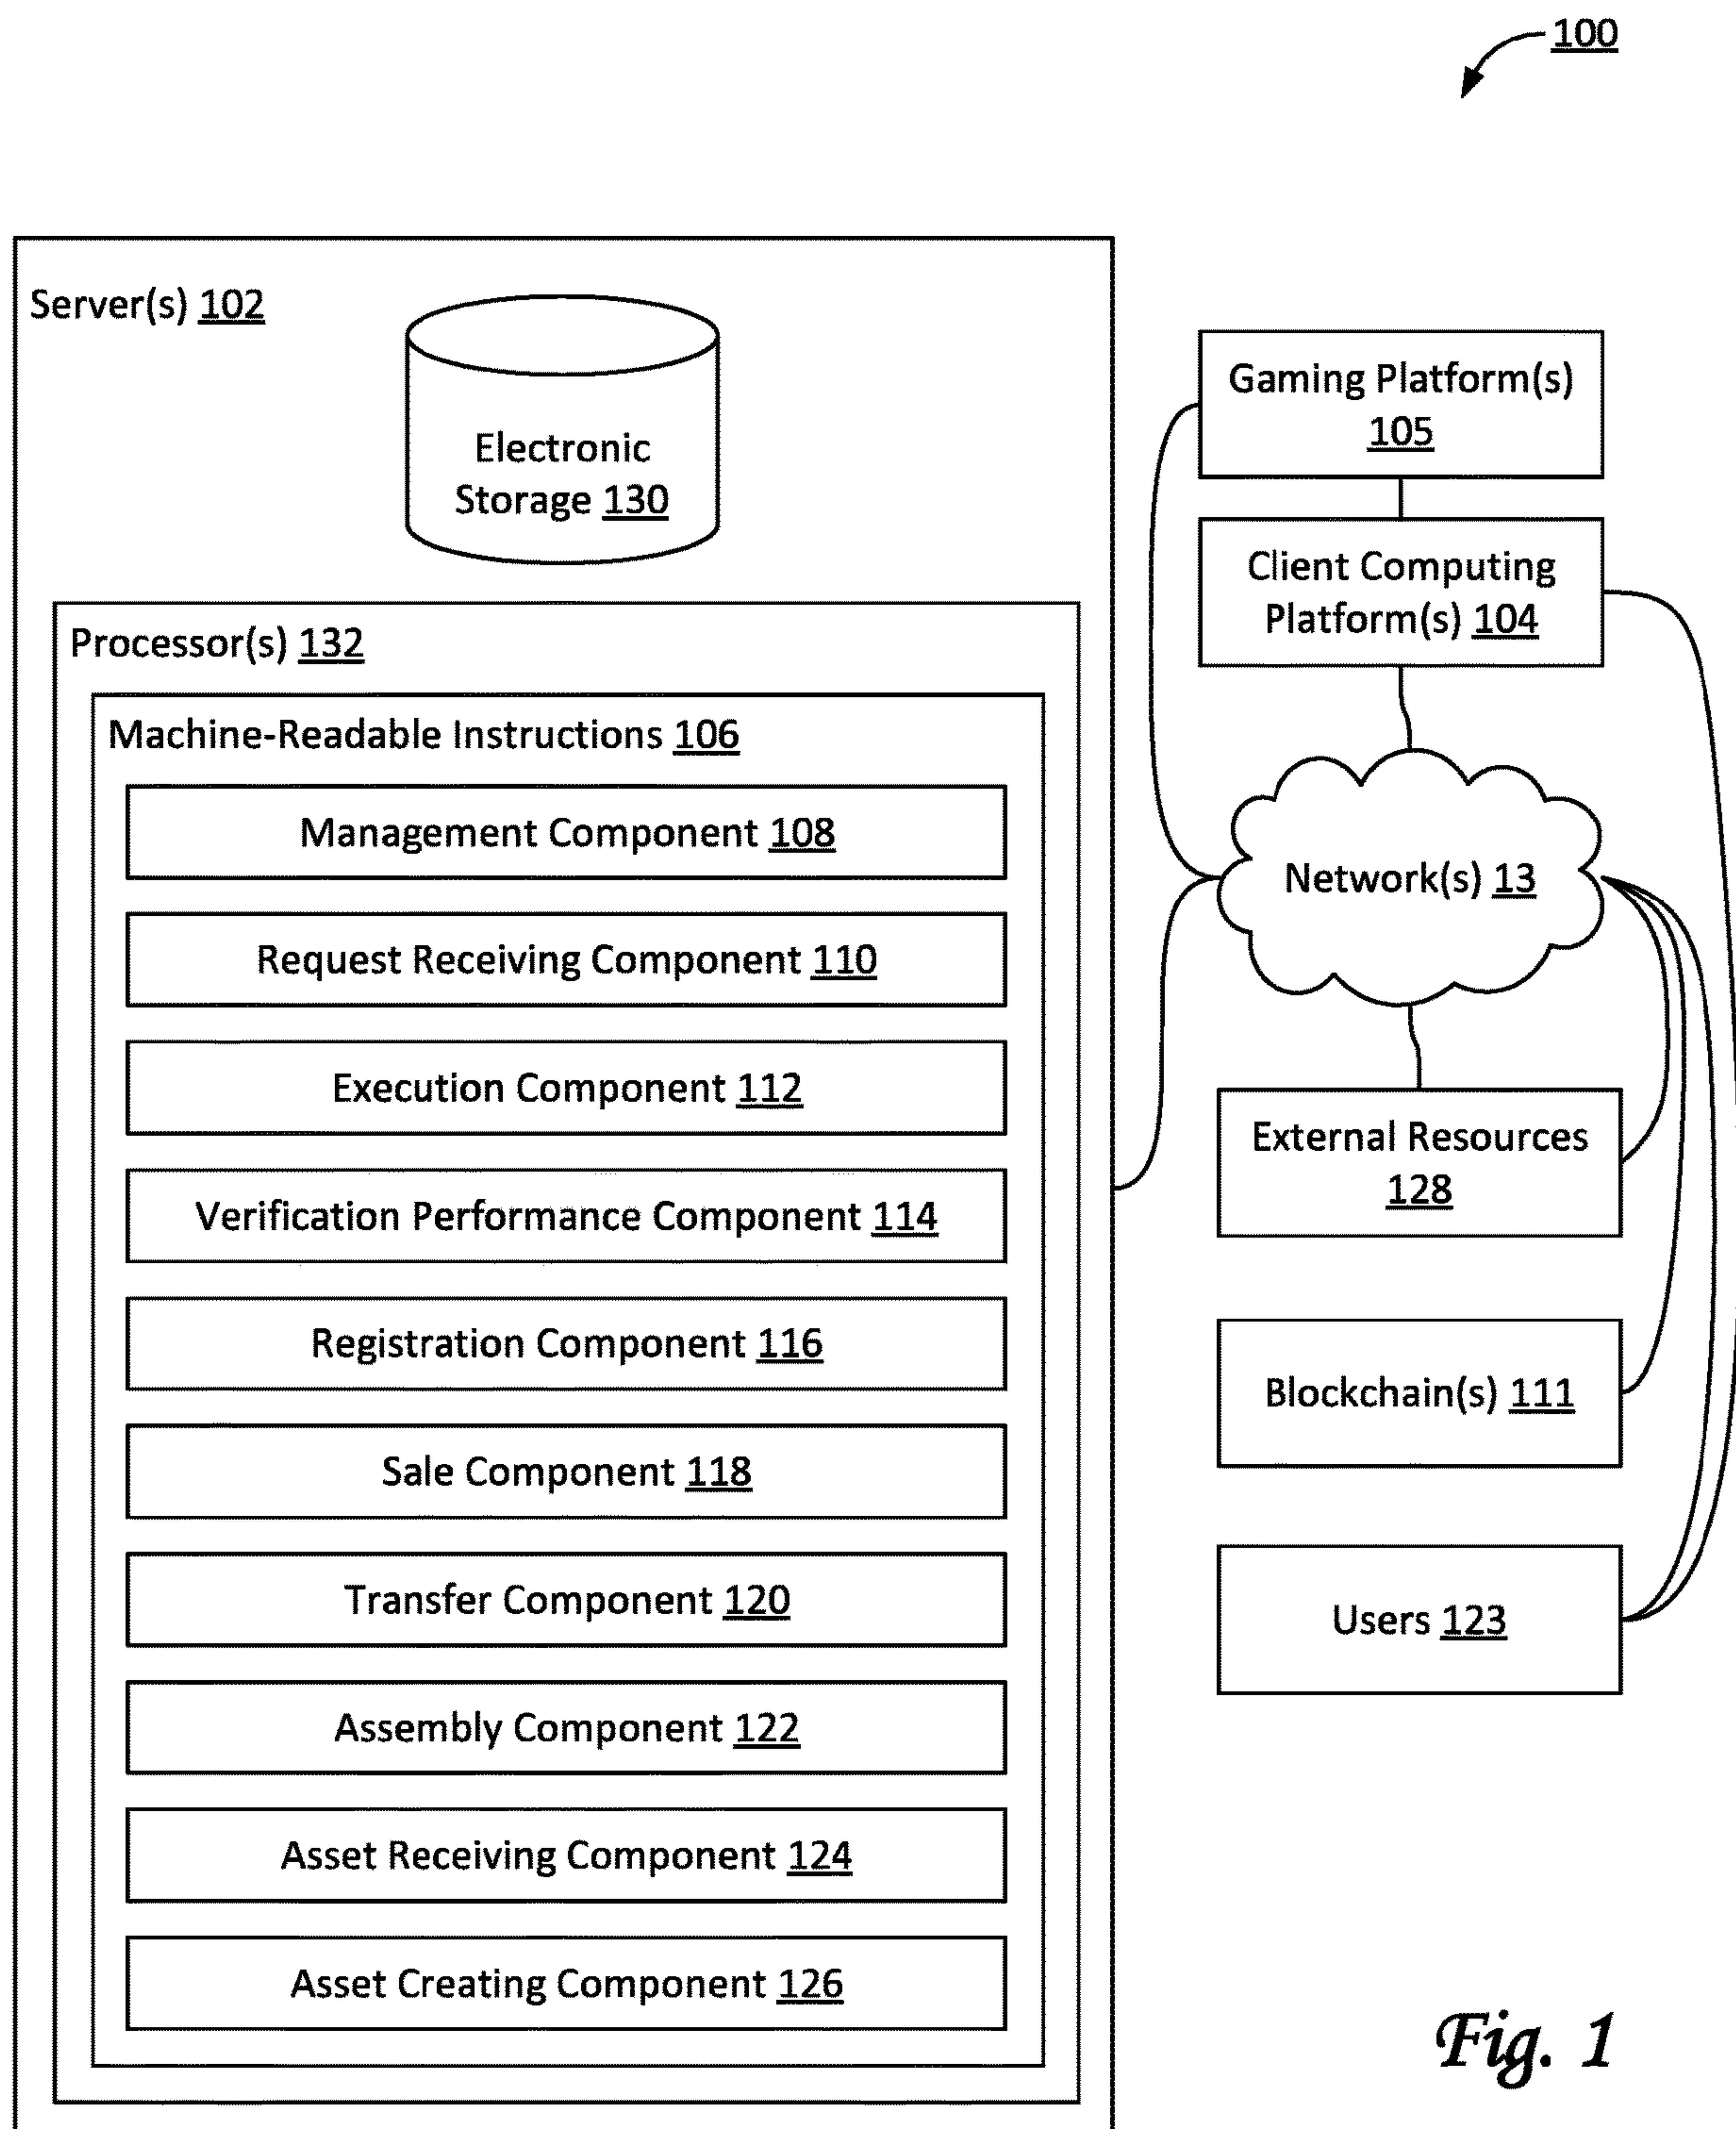 100
Server(s) 102
Electronic
Storage 130
Processor(s) 132
Machine-Readable Instructions 106
Management Component 108
Request Receiving Component 110
Execution Component 112
Verification Performance Component 114
Registration Component 116
Sale Component 118
Transfer Component 120
Assembly Component 122
Asset Receiving Component 124
Asset Creating Component 126
Gaming Platform(s)
105
Client Computing
Platform(s) 104
Network(s) 13
External Resources
128
Blockchain(s) 111
Users 123
Fig. 1